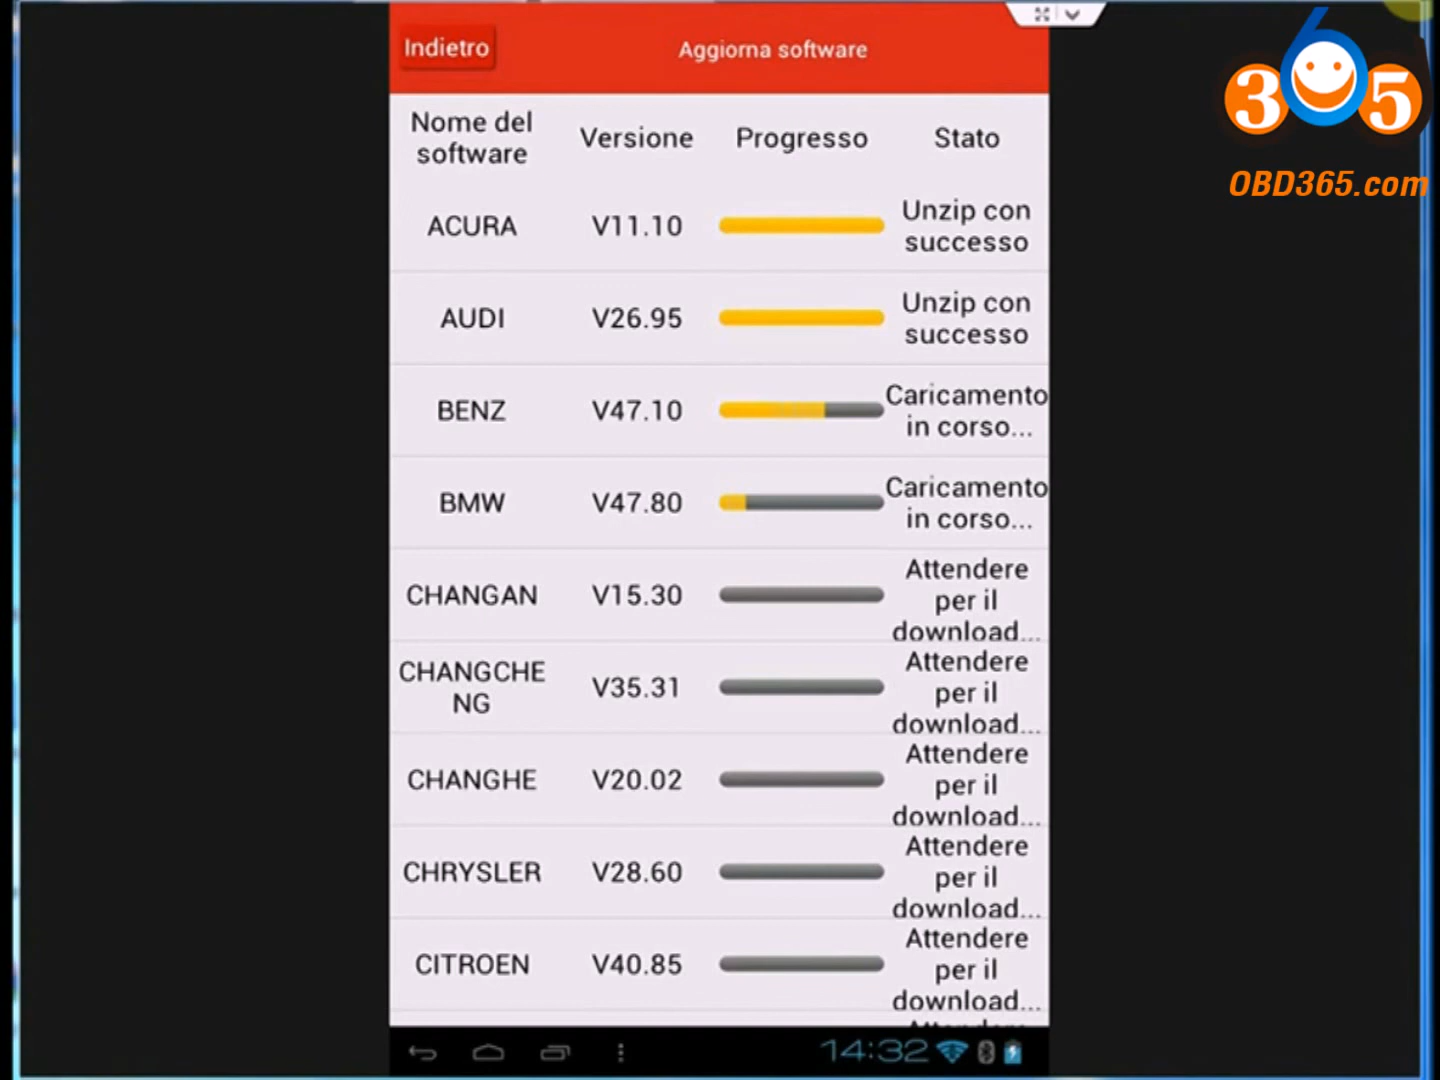 Indietro
Aggiorna software
365
OBD365.com
Nome del
software
Versione
Progresso
Stato
ACURA
V11.10
Unzip con
successo
AUDI
V26.95
Unzip con
successo
BENZ
V47.10
Caricamento
in corso...
BMW
V47.80
Caricamento
in corso...
CHANGAN
V15.30
Attendere
per il
download...
CHANGCHE
NG
V35.31
Attendere
per il
download...
CHANGHE
V20.02
Attendere
per il
download...
CHRYSLER
V28.60
Attendere
per il
download...
CITROEN
V40.85
Attendere
per il
download...
14:32